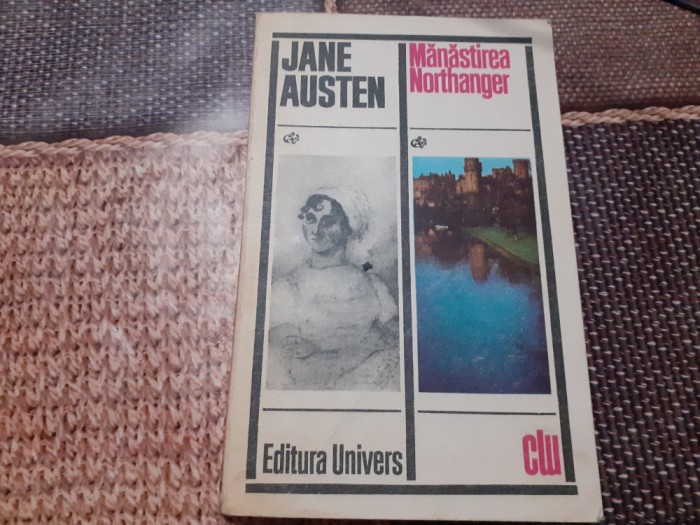 JANE
AUSTEN
Mănăstirea
Northanger
Editura Univers
clu